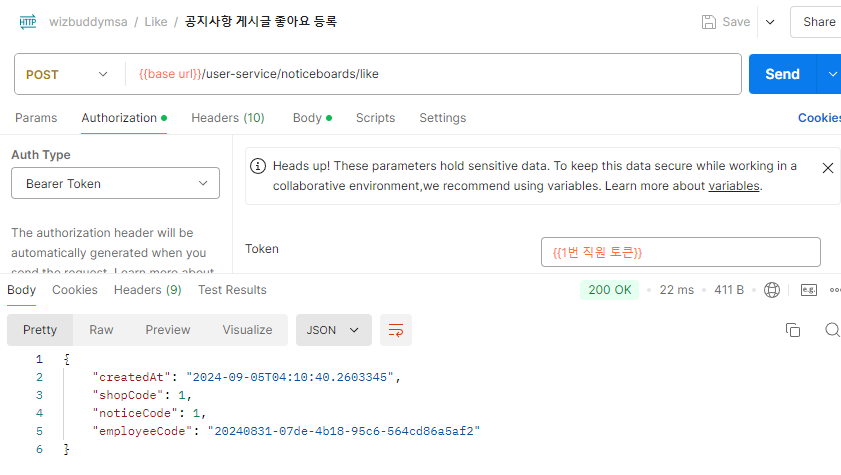 HTTP wizbuddymsa / Like / 공지사항 게시글 좋아요 등록 Save Share
POST {{base url}}/user-service/noticeboards/like Send
Params Authorization Headers (10) Body Scripts Settings Cookies
Auth Type
Bearer Token
The authorization header will be
automatically generated when you
send the request. Learn more about
Heads up! These parameters hold sensitive data. To keep this data secure while working in a
collaborative environment,we recommend using variables. Learn more about variables.
Token {{1번 직원 토큰}}
Body Cookies Headers (9) Test Results 200 OK 22 ms 411 B e.g.
Pretty Raw Preview Visualize JSON
1 {
2 "createdAt": "2024-09-05T04:10:40.2603345",
3 "shopCode": 1,
4 "noticeCode": 1,
5 "employeeCode": "20240831-07de-4b18-95c6-564cd86a5af2"
6 }